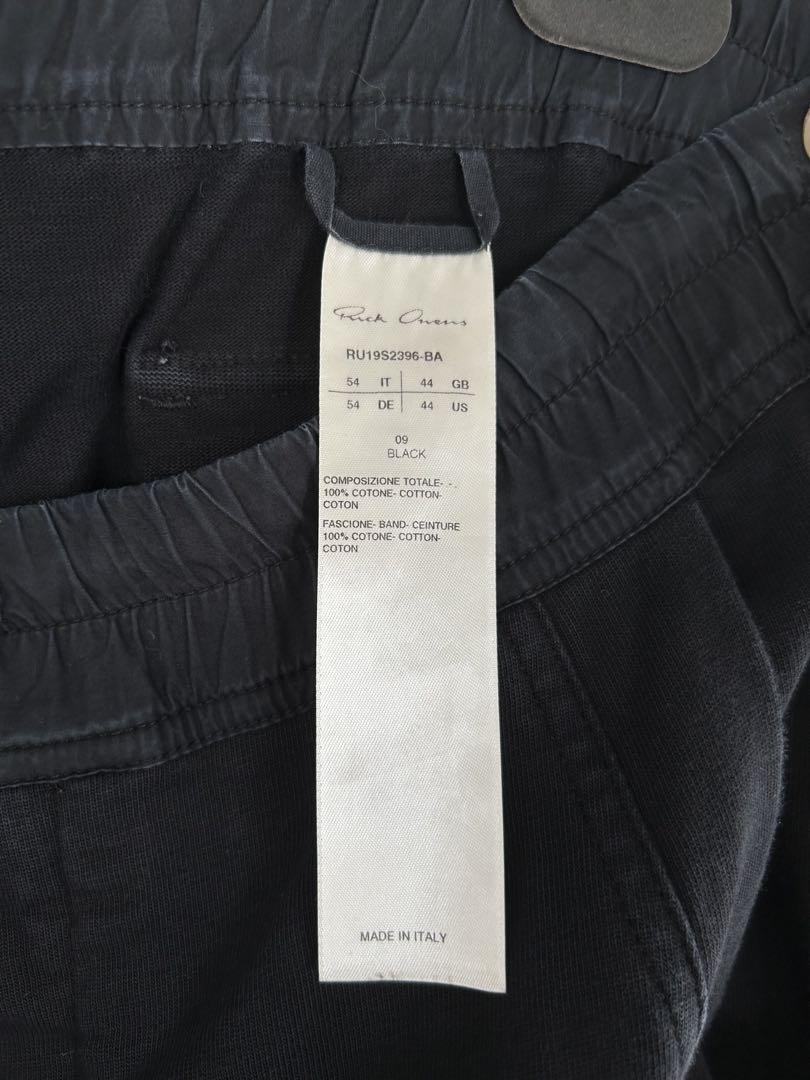 Rick Owens
RU19S2396-BA
54 IT 44 GB
54 DE 44 US
09
BLACK
COMPOSIZIONE TOTALE- - .
100% COTONE- COTTON-
COTON
FASCIONE- BAND- CEINTURE
100% COTONE- COTTON-
COTON
MADE IN ITALY